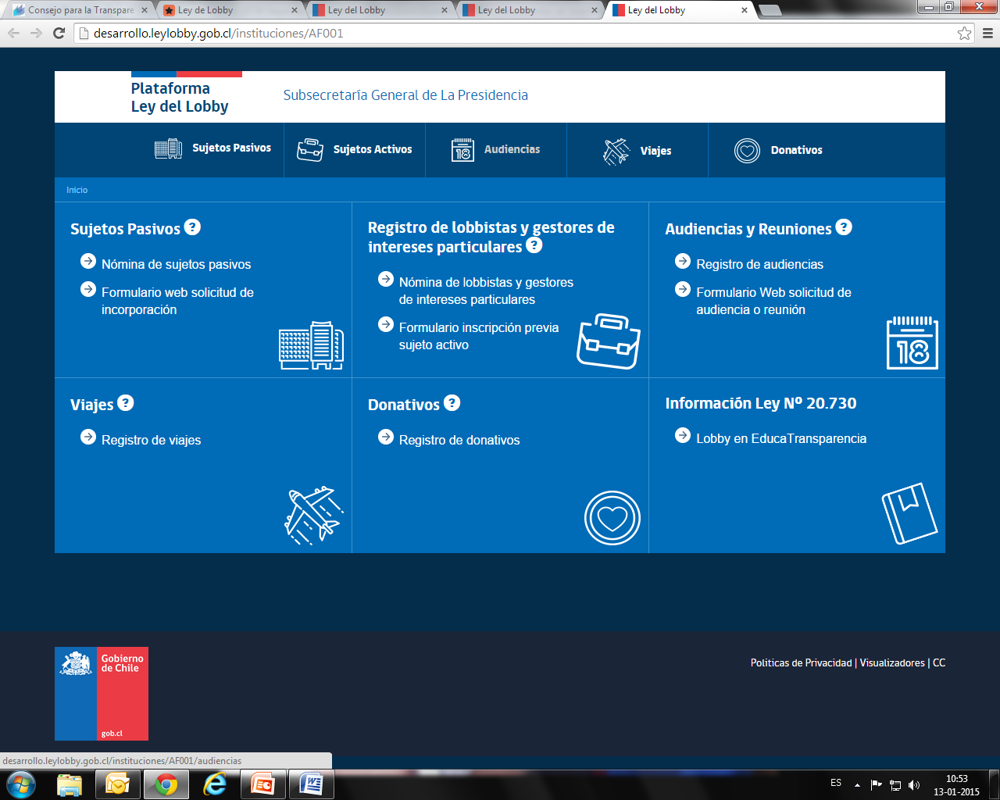 Consejo para la Transpare
Ley de Lobby
Ley del Lobby
Ley del Lobby
Ley del Lobby
desarrollo.leylobby.gob.cl/instituciones/AF001
Plataforma
Ley del Lobby
Subsecretaría General de La Presidencia
Sujetos Pasivos
Sujetos Activos
18
Audiencias
Viajes
Donativos
Inicio
Sujetos Pasivos ?
Nómina de sujetos pasivos
Formulario web solicitud de
incorporación
Registro de lobbistas y gestores de
intereses particulares ?
Nómina de lobbistas y gestores
de intereses particulares
Formulario inscripción previa
sujeto activo
Audiencias y Reuniones ?
Registro de audiencias
Formulario Web solicitud de
audiencia o reunión
18
Viajes ?
Registro de viajes
Donativos ?
Registro de donativos
Información Ley Nº 20.730
Lobby en EducaTransparencia
Gobierno
de Chile
gob.cl
Politicas de Privacidad | Visualizadores | CC
desarrollo.leylobby.gob.cl/instituciones/AF001/audiencias
ES
10:53
13-01-2015